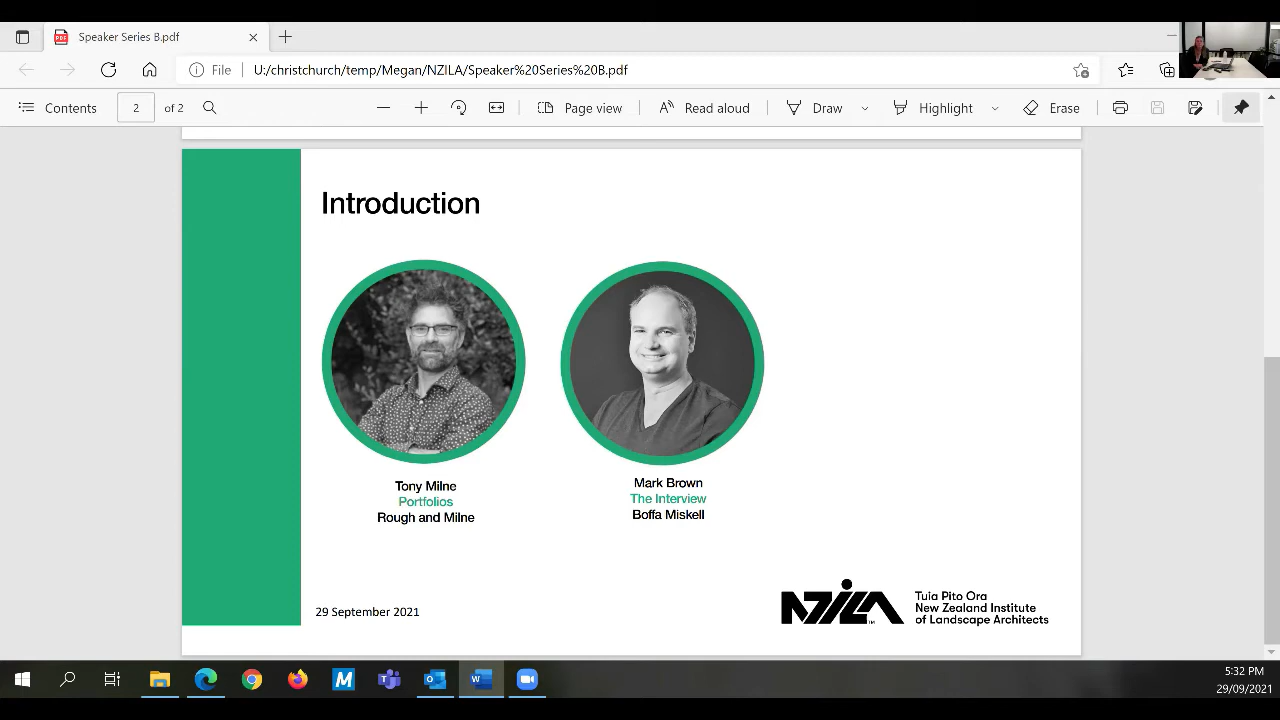 Speaker Series B.pdf
File
U:/christchurch/temp/Megan/NZILA/Speaker%20Series%20B.pdf
Contents
2
of 2
Page view
Read aloud
Draw
Highlight
Erase
Introduction
Tony Milne
Portfolios
Rough and Milne
Mark Brown
The Interview
Boffa Miskell
29 September 2021
NZILA
TM
Tuia Pito Ora
New Zealand Institute
of Landscape Architects
5:32 PM
29/09/2021